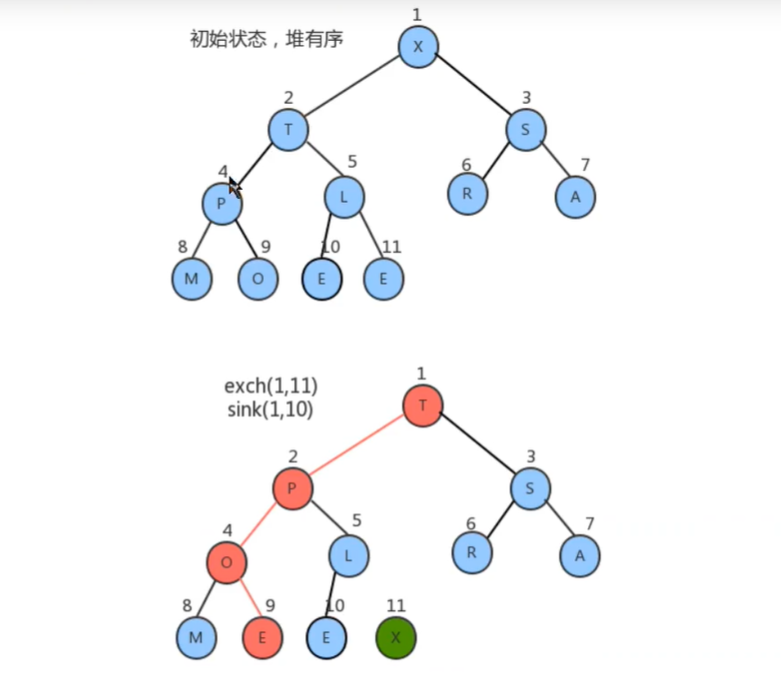 1
初始状态，堆有序
X
2
3
T
S
4
5
6
7
P
L
R
A
8
9
10
11
M
O
E
E
1
exch(1,11)
sink(1,10)
T
2
3
P
S
4
5
6
7
O
L
R
A
8
9
10
11
M
E
E
X